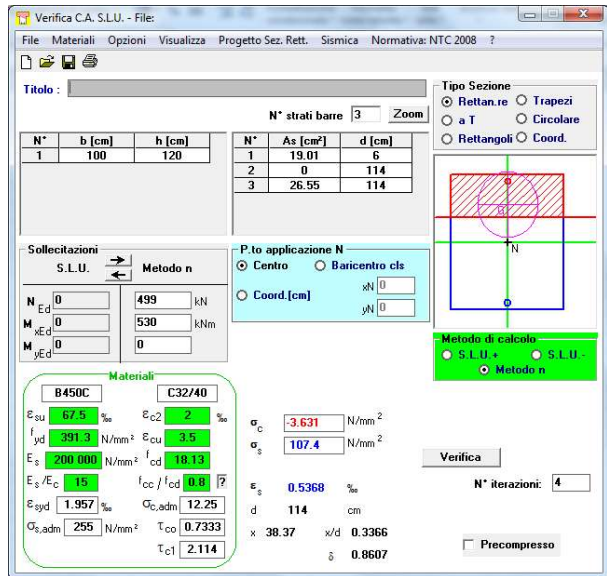 Verifica C.A. S.L.U. - File:
File Materiali Opzioni Visualizza Progetto Sez. Rett. Sismica Normativa: NTC 2008 ?
Titolo :
N° strati barre 3 Zoom
N° b [cm] h [cm]
1 100 120
N° As [cm²] d [cm]
1 19.01 6
2 0 114
3 26.55 114
Tipo Sezione
Rettan.re Trapezi
a T Circolare
Rettangoli Coord.
N
Sollecitazioni
S.L.U. Metodo n
N Ed 0 499 kN
M xEd 0 530 kNm
M yEd 0 0
P.to applicazione N
Centro Baricentro cls
Coord.[cm]
xN 0
yN 0
Metodo di calcolo
S.L.U.+ S.L.U.-
Metodo n
Materiali
B450C C32/40
εsu 67.5 ‰ εc2 2 ‰
fyd 391.3 N/mm² εcu 3.5
Es 200 000 N/mm² fcd 18.13
Es/Ec 15 fcc / fcd 0.8 ?
εsyd 1.957 ‰ σc,adm 12.25
σs,adm 255 N/mm² τco 0.7333
τc1 2.114
σc -3.631 N/mm²
σs 107.4 N/mm²
εs 0.5368 ‰
d 114 cm
x 38.37 x/d 0.3366
δ 0.8607
Verifica
N° iterazioni: 4
Precompresso